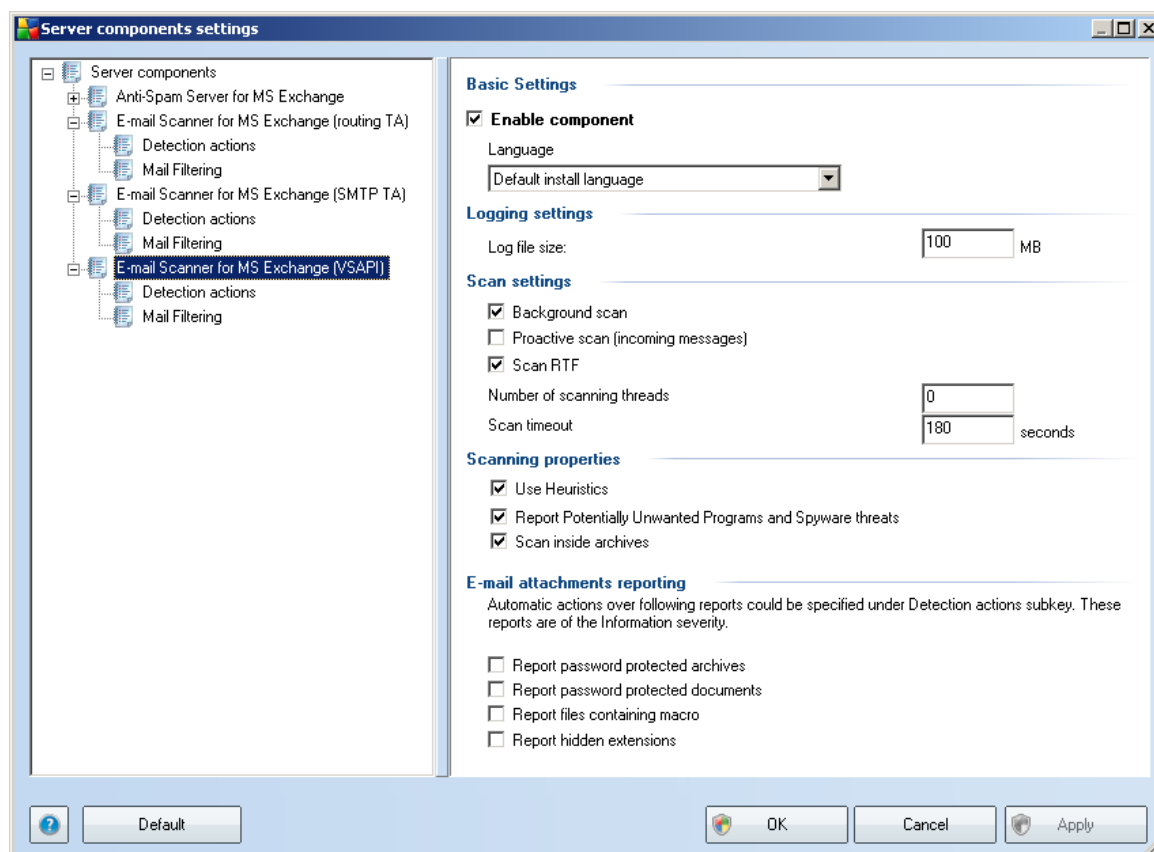 Server components settings
Server components
Anti-Spam Server for MS Exchange
E-mail Scanner for MS Exchange (routing TA)
Detection actions
Mail Filtering
E-mail Scanner for MS Exchange (SMTP TA)
Detection actions
Mail Filtering
E-mail Scanner for MS Exchange (VSAPI)
Detection actions
Mail Filtering
Basic Settings
Enable component
Language
Default install language
Logging settings
Log file size: 100 MB
Scan settings
Background scan
Proactive scan (incoming messages)
Scan RTF
Number of scanning threads 0
Scan timeout 180 seconds
Scanning properties
Use Heuristics
Report Potentially Unwanted Programs and Spyware threats
Scan inside archives
E-mail attachments reporting
Automatic actions over following reports could be specified under Detection actions subkey. These
reports are of the Information severity.
Report password protected archives
Report password protected documents
Report files containing macro
Report hidden extensions
? Default OK Cancel Apply